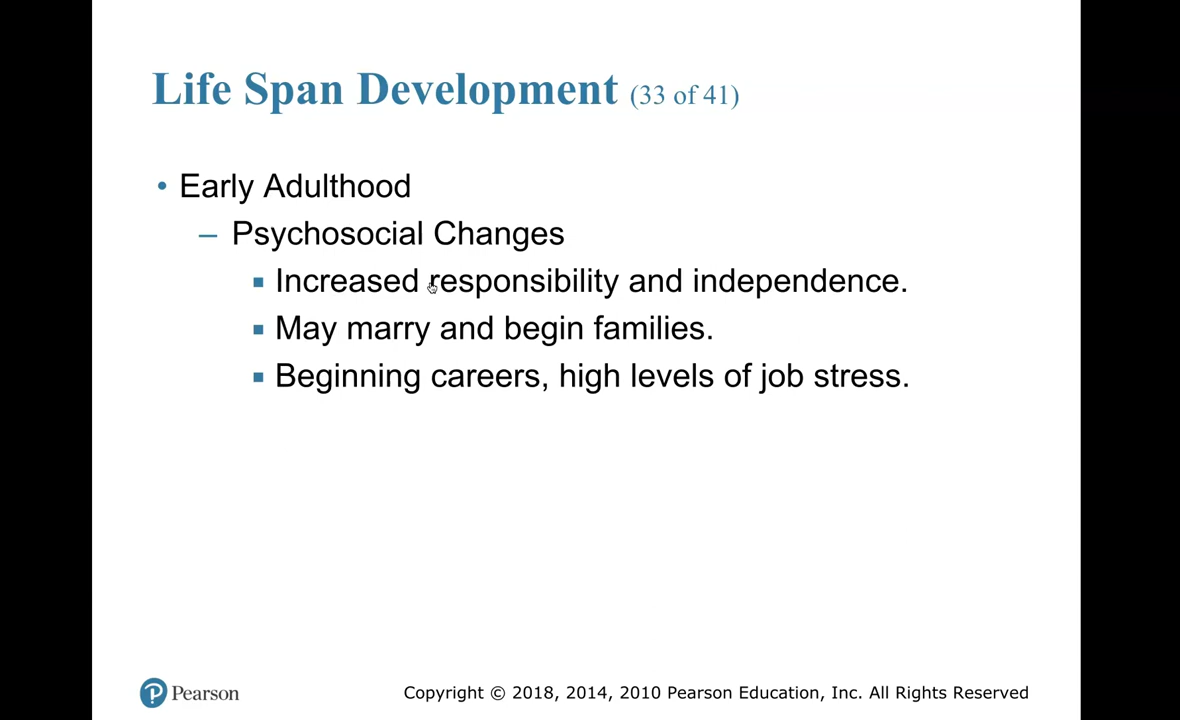 Life Span Development (33 of 41)
• Early Adulthood
– Psychosocial Changes
▪ Increased responsibility and independence.
▪ May marry and begin families.
▪ Beginning careers, high levels of job stress.
Pearson
Copyright © 2018, 2014, 2010 Pearson Education, Inc. All Rights Reserved